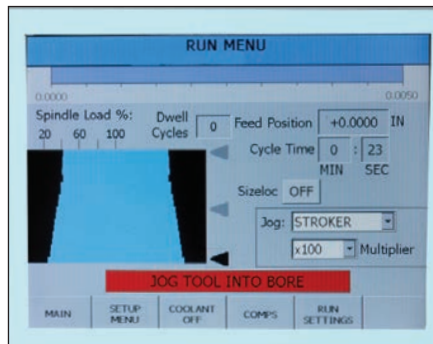 RUN MENU
0.0000 0.0050
Spindle Load %: Dwell Cycles 0 Feed Position +0.0000 IN
20 60 100
Cycle Time 0 : 23
MIN SEC
Sizeloc OFF
Jog: STROKER
x100 Multiplier
JOG TOOL INTO BORE
MAIN SETUP MENU COOLANT OFF COMPS RUN SETTINGS